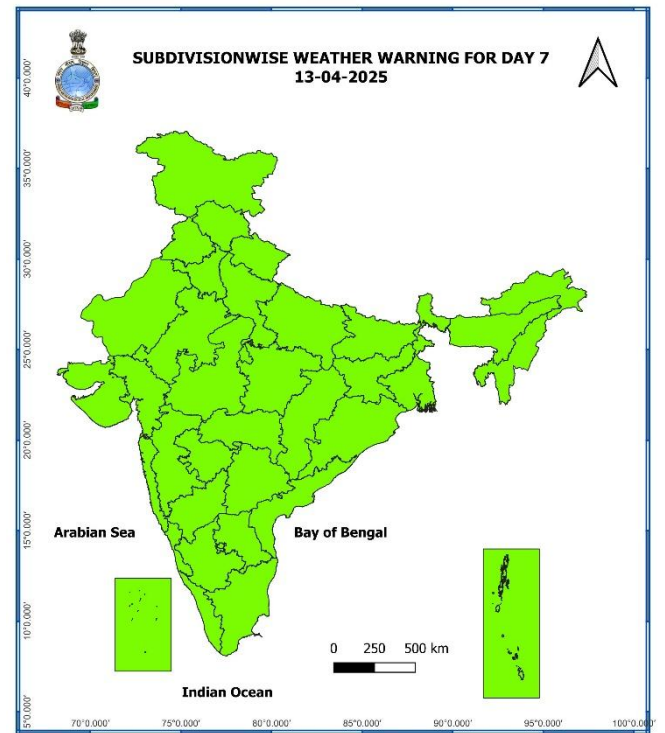 SUBDIVISIONWISE WEATHER WARNING FOR DAY 7
13-04-2025
40°0.000'
35°0.000'
30°0.000'
25°0.000'
20°0.000'
15°0.000'
10°0.000'
5°0.000'
Arabian Sea
Bay of Bengal
0 250 500 km
Indian Ocean
70°0.000' 75°0.000' 80°0.000' 85°0.000' 90°0.000' 95°0.000' 100°0.000'